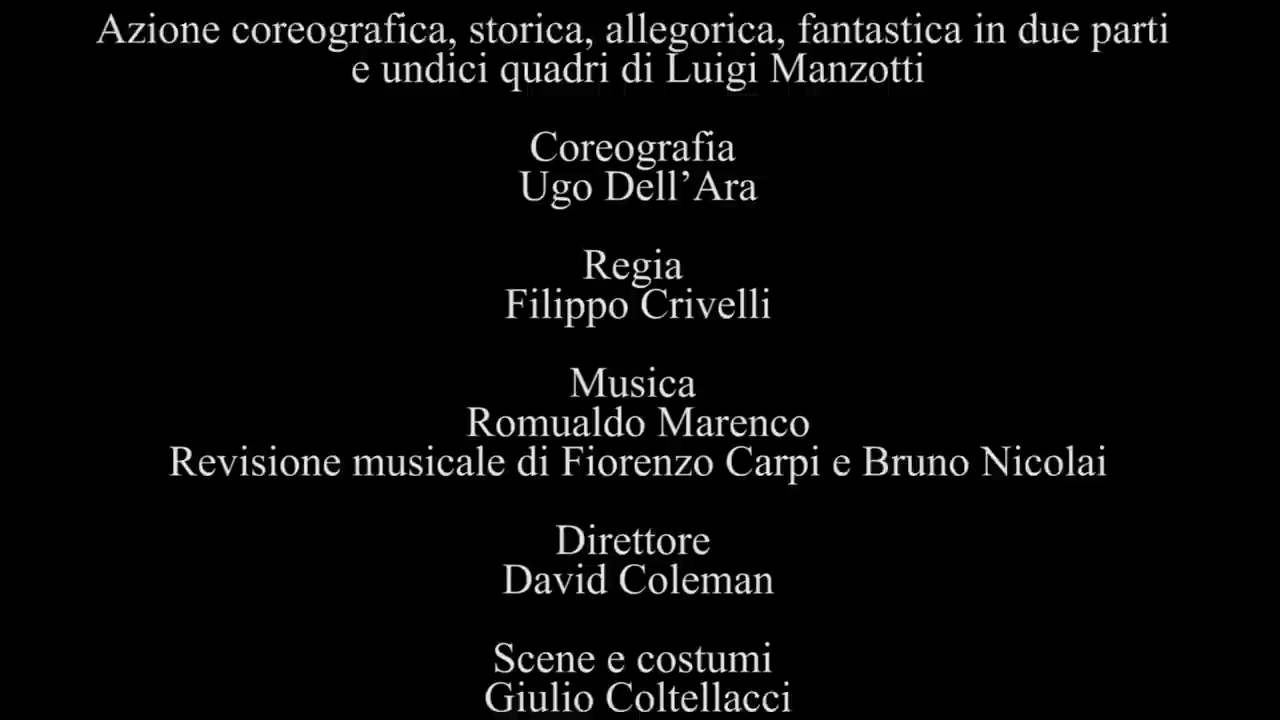 Azione coreografica, storica, allegorica, fantastica in due parti
e undici quadri di Luigi Manzotti
Coreografia
Ugo Dell’Ara
Regia
Filippo Crivelli
Musica
Romualdo Marenco
Revisione musicale di Fiorenzo Carpi e Bruno Nicolai
Direttore
David Coleman
Scene e costumi
Giulio Coltellacci